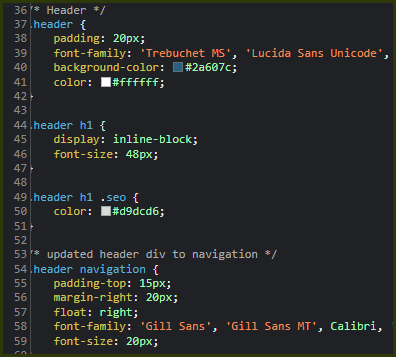 36 /* Header */
37 .header {
38 padding: 20px;
39 font-family: 'Trebuchet MS', 'Lucida Sans Unicode',
40 background-color: #2a607c;
41 color: #ffffff;
42 }
43
44 .header h1 {
45 display: inline-block;
46 font-size: 48px;
47 }
48
49 .header h1 .seo {
50 color: #d9dcd6;
51 }
52
53 /* updated header div to navigation */
54 .header navigation {
55 padding-top: 15px;
56 margin-right: 20px;
57 float: right;
58 font-family: 'Gill Sans', 'Gill Sans MT', Calibri,
59 font-size: 20px;